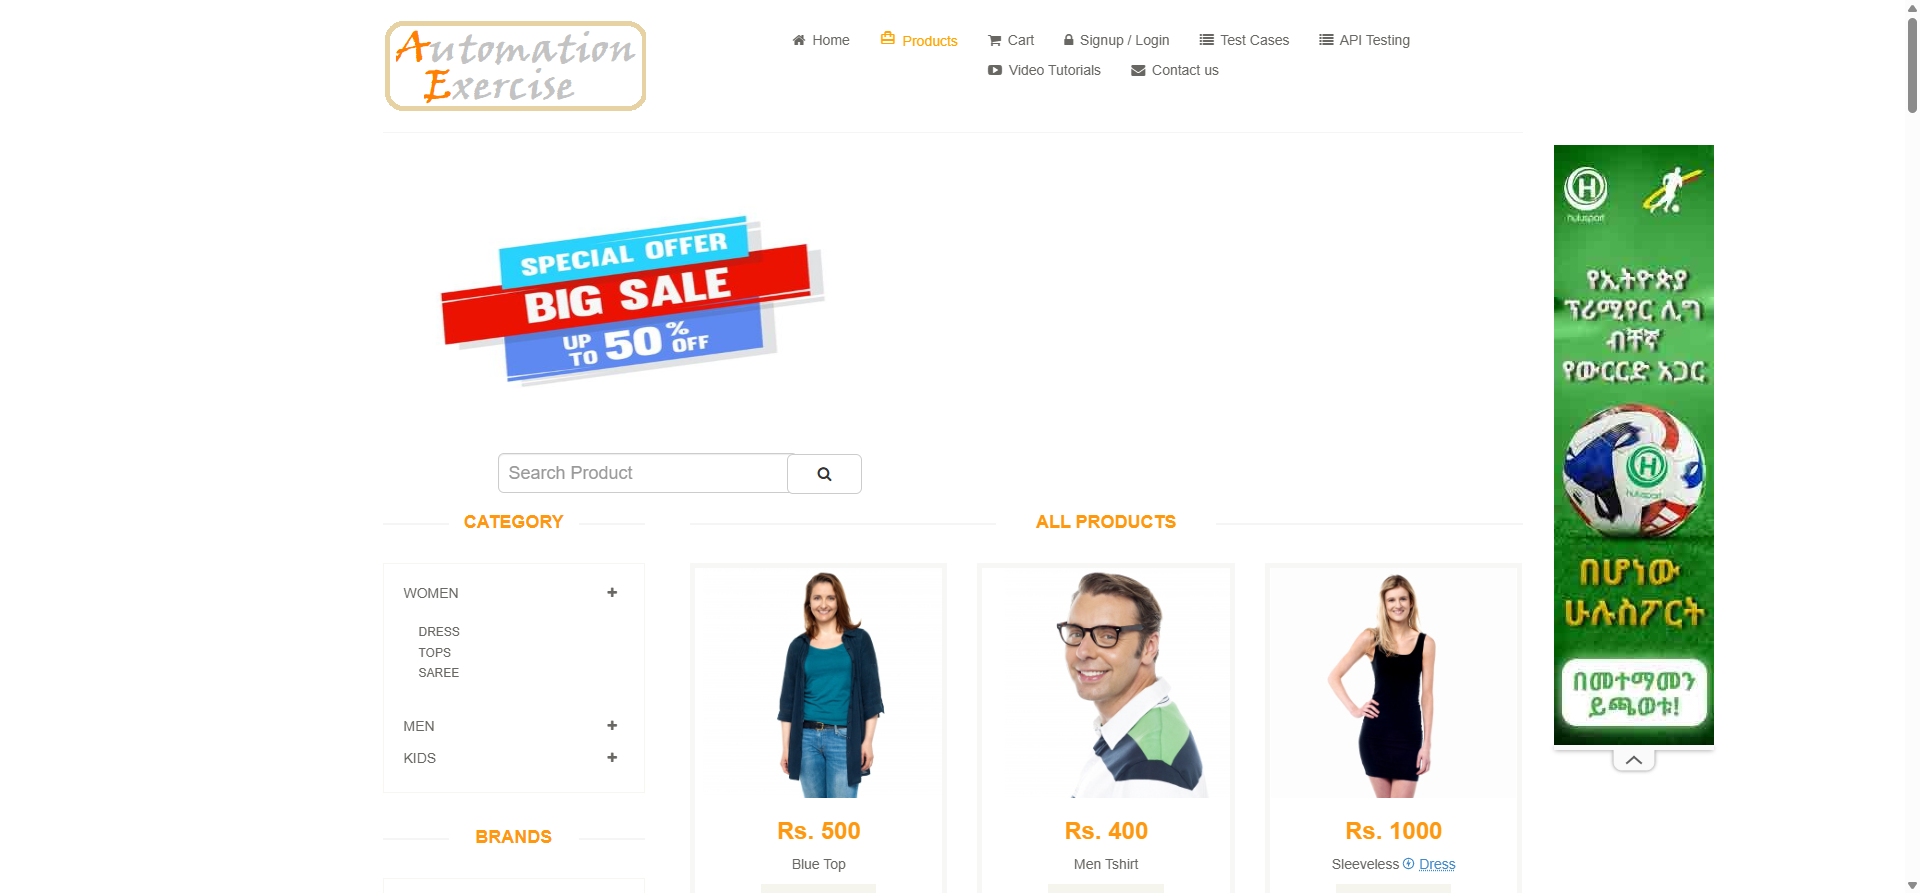 Automation
Exercise
Home
Products
Cart
Signup / Login
Test Cases
API Testing
Video Tutorials
Contact us
SPECIAL OFFER
BIG SALE
UP TO 50% OFF
Search Product
CATEGORY
WOMEN
DRESS
TOPS
SAREE
MEN
KIDS
BRANDS
ALL PRODUCTS
Rs. 500
Blue Top
Rs. 400
Men Tshirt
Rs. 1000
Sleeveless Dress
H
hulusport
የኢትዮጵያ
ፕሪሚየር ሊግ
ብቸኛ
የውርርድ አጋር
H
hulusport
በሆነው
ሁሉስፖርት
በመተማመን
ይጫወቱ!